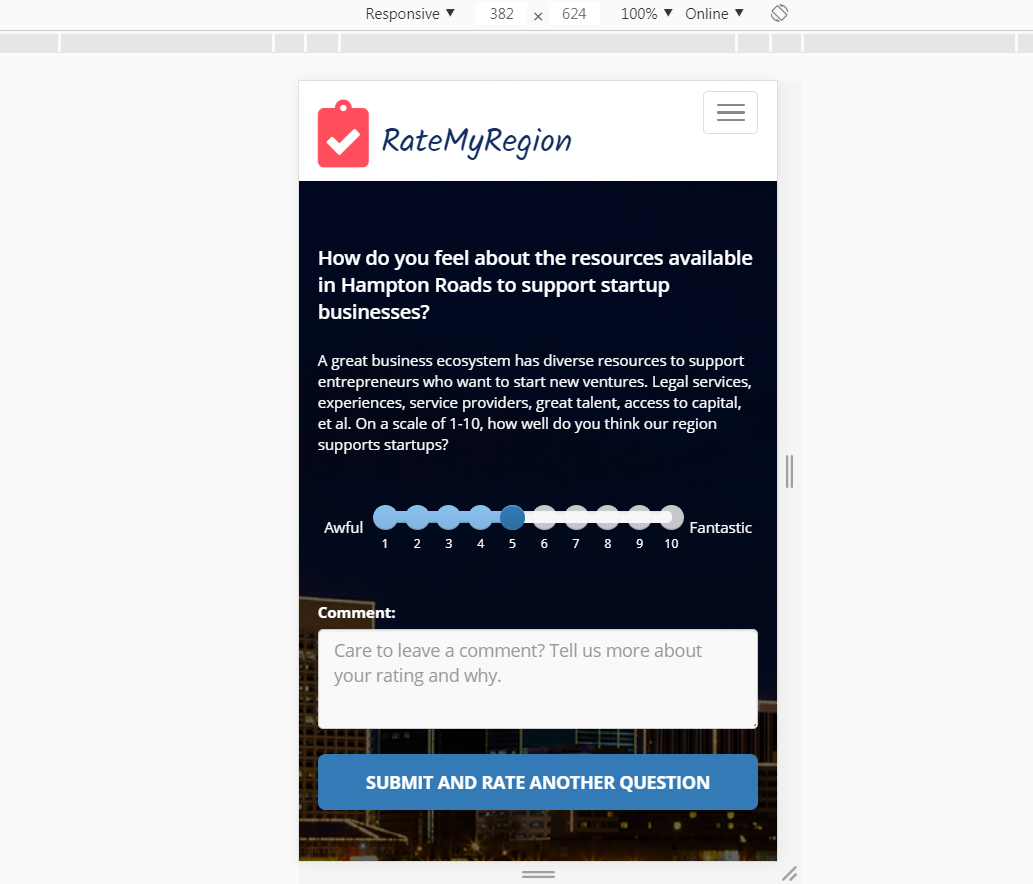 Responsive ▼ 382 × 624 100% ▼ Online ▼
RateMyRegion
How do you feel about the resources available
in Hampton Roads to support startup
businesses?
A great business ecosystem has diverse resources to support
entrepreneurs who want to start new ventures. Legal services,
experiences, service providers, great talent, access to capital,
et al. On a scale of 1-10, how well do you think our region
supports startups?
Awful Fantastic
1 2 3 4 5 6 7 8 9 10
Comment:
Care to leave a comment? Tell us more about
your rating and why.
SUBMIT AND RATE ANOTHER QUESTION